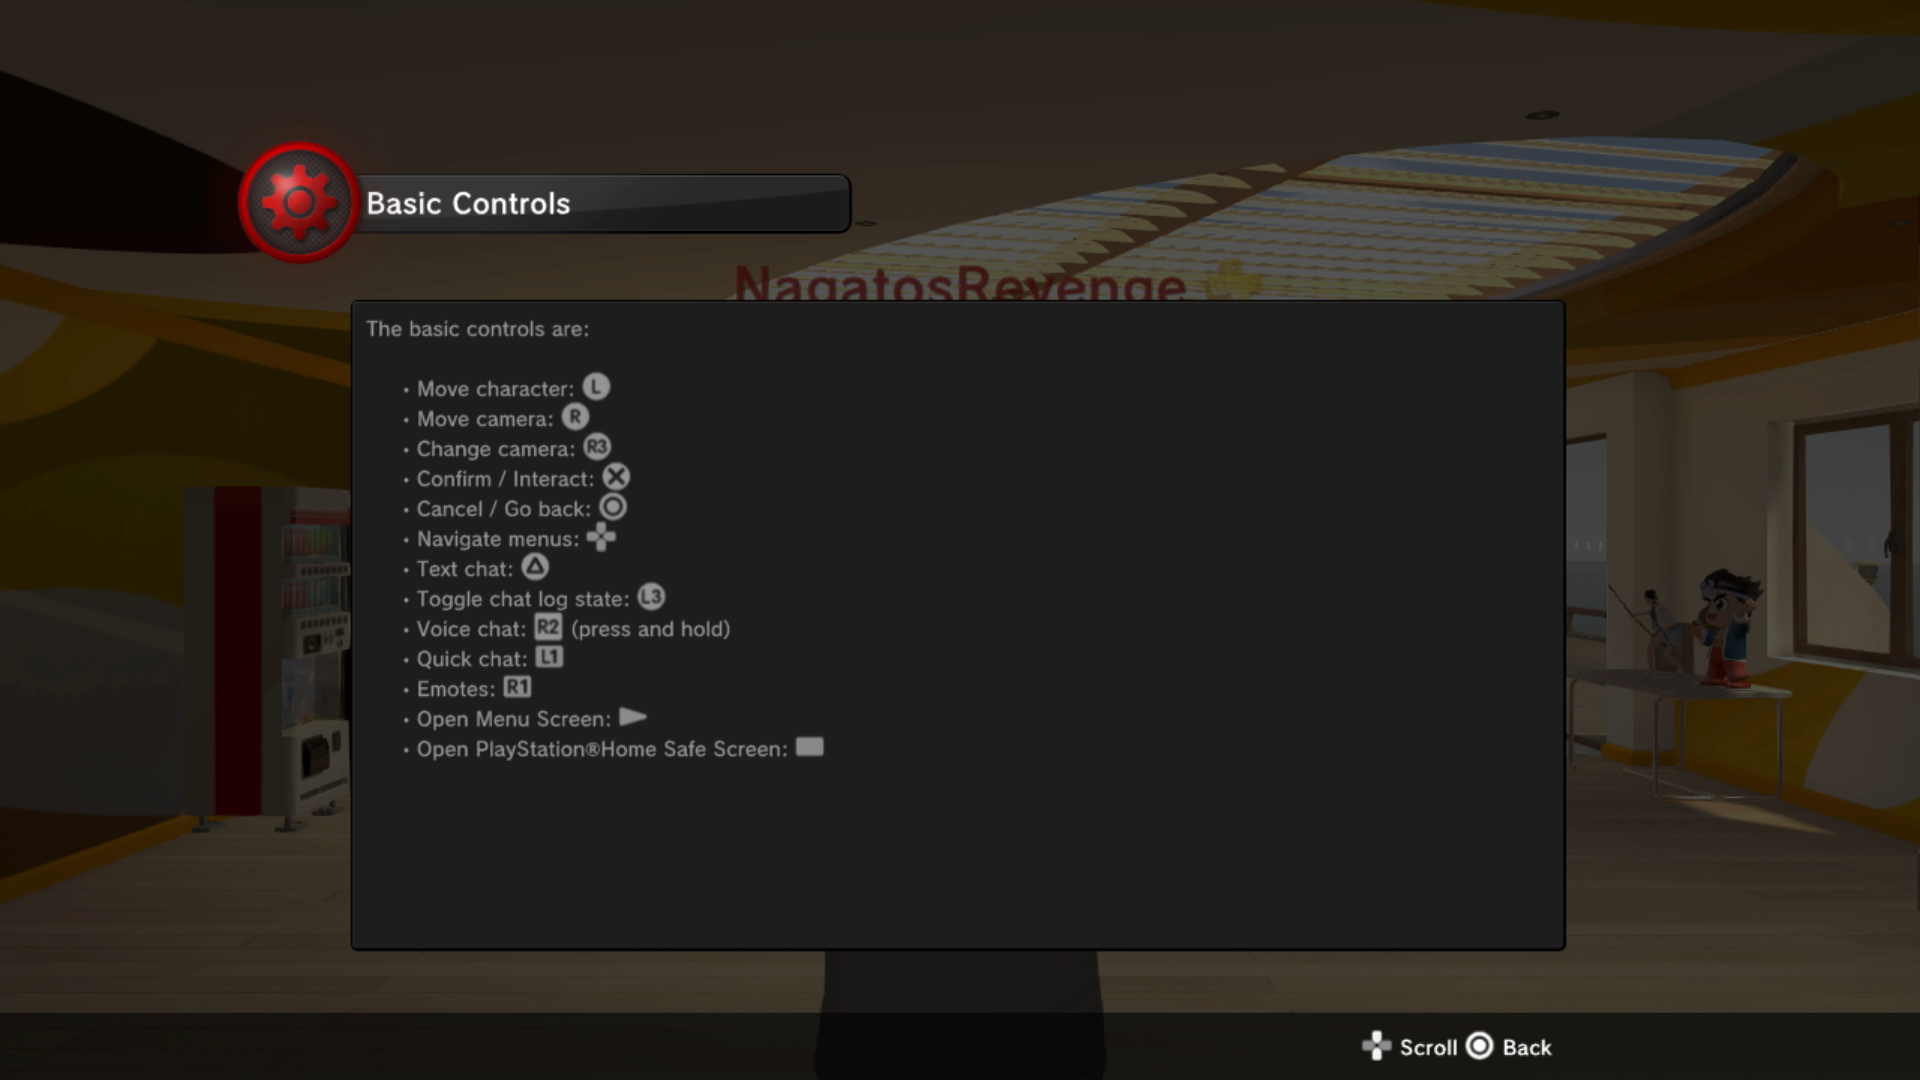 Basic Controls
NagatosRevenge
The basic controls are:
• Move character: L
• Move camera: R
• Change camera: R3
• Confirm / Interact:
• Cancel / Go back:
• Navigate menus:
• Text chat:
• Toggle chat log state: L3
• Voice chat: R2 (press and hold)
• Quick chat: L1
• Emotes: R1
• Open Menu Screen:
• Open PlayStation®Home Safe Screen:
Scroll Back